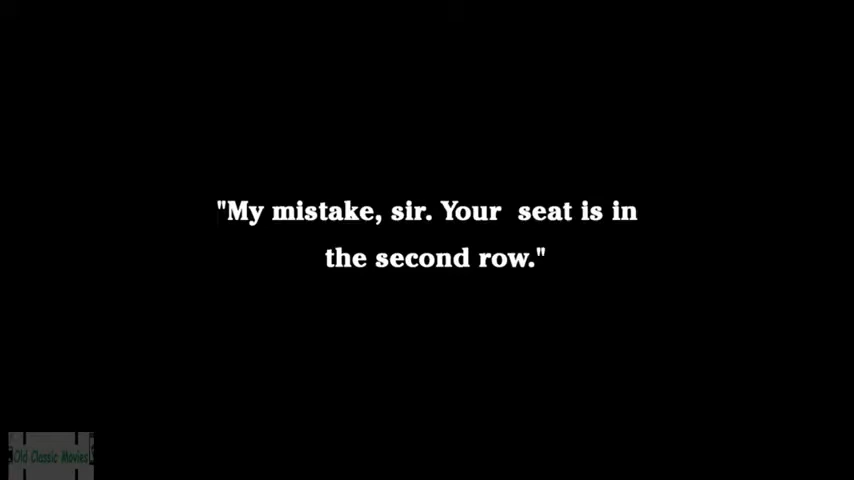 "My mistake, sir. Your  seat is in
the second row."
Old Classic Movies